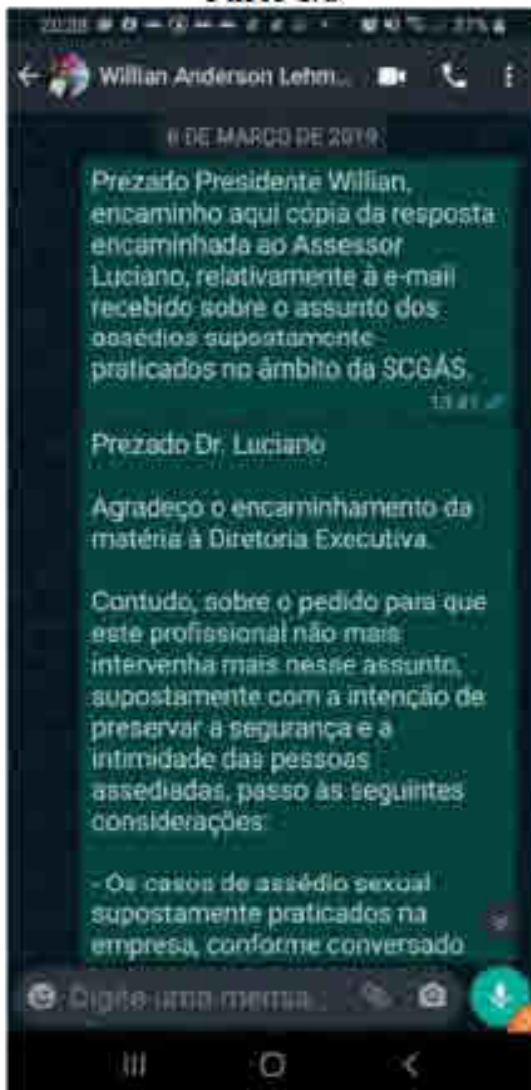 Willian Anderson Lehm...
6 DE MARÇO DE 2019
Prezado Presidente Willian,
encaminho aqui cópia da resposta
encaminhada ao Assessor
Luciano, relativamente à e-mail
recebido sobre o assunto dos
assédios supostamente
praticados no âmbito da SCGÁS.
Prezado Dr. Luciano
Agradeço o encaminhamento da
matéria à Diretoria Executiva.
Contudo, sobre o pedido para que
este profissional não mais
intervenha mais nesse assunto,
supostamente com a intenção de
preservar a segurança e a
intimidade das pessoas
assediadas, passo às seguintes
considerações:
- Os casos de assédio sexual
supostamente praticados na
empresa, conforme conversado
Digite uma mensa...